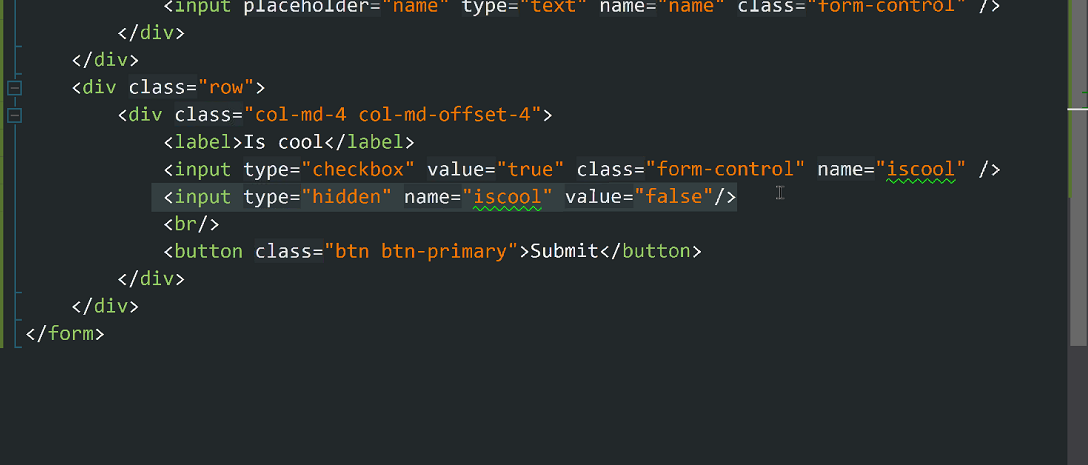 <input placeholder="name" type="text" name="name" class="form-control" />
</div>
</div>
<div class="row">
<div class="col-md-4 col-md-offset-4">
<label>Is cool</label>
<input type="checkbox" value="true" class="form-control" name="iscool" />
<input type="hidden" name="iscool" value="false"/>
<br/>
<button class="btn btn-primary">Submit</button>
</div>
</div>
</form>